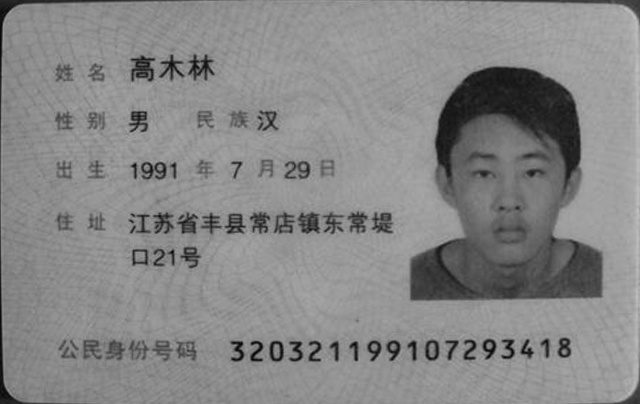 姓名 高木林
性别 男 民族 汉
出生 1991 年 7 月 29 日
住址 江苏省丰县常店镇东常堤
口21号
公民身份号码 320321199107293418